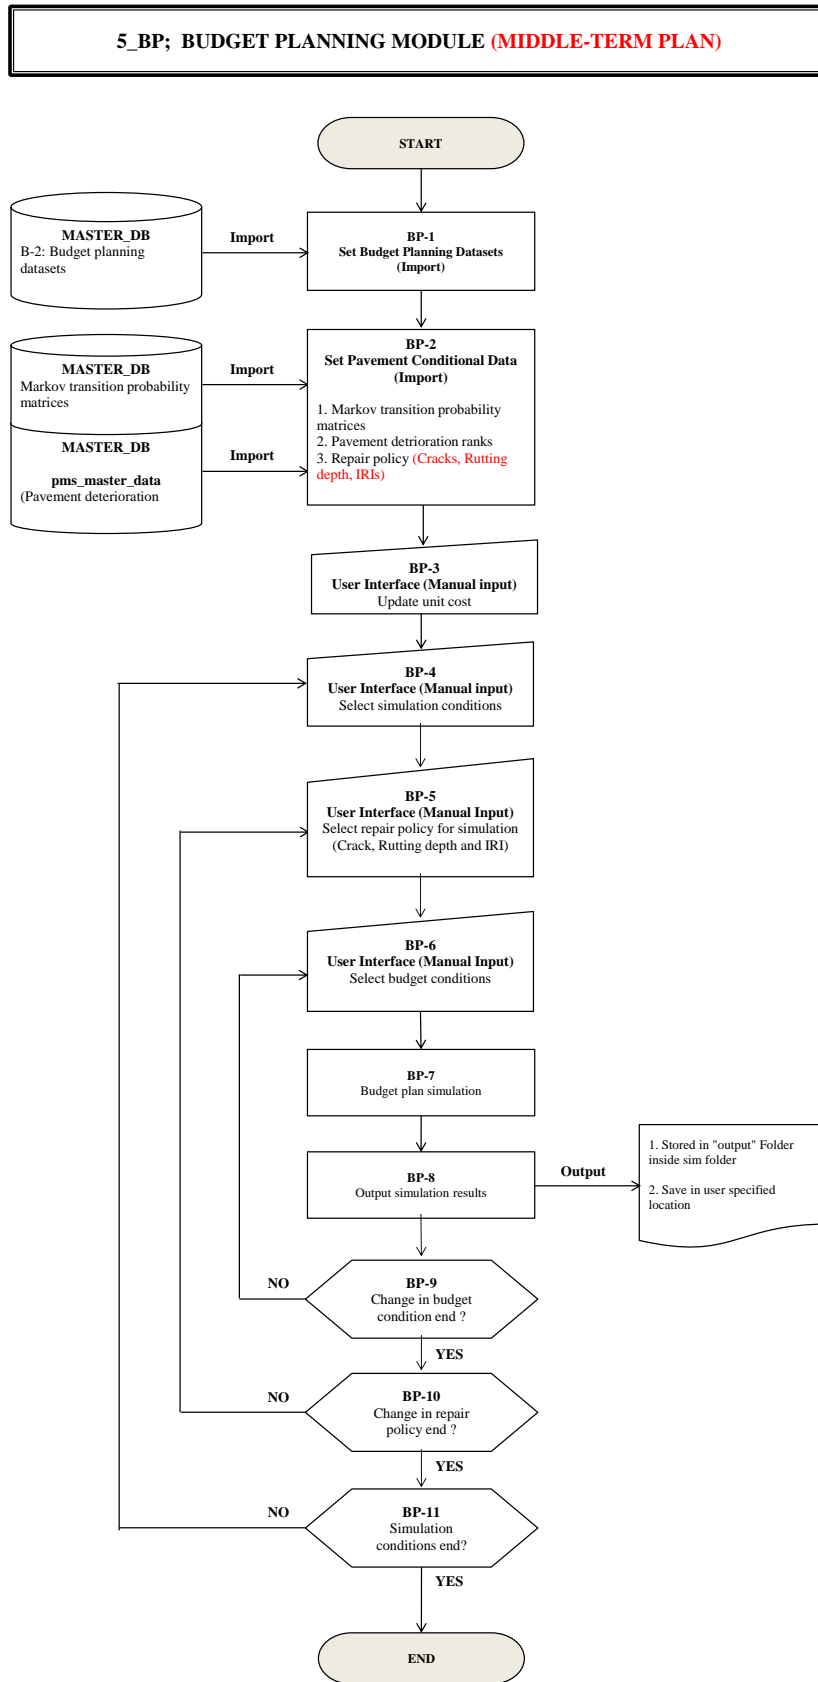 5_BP; BUDGET PLANNING MODULE (MIDDLE-TERM PLAN)
START
MASTER_DB
B-2: Budget planning
datasets
Import
BP-1
Set Budget Planning Datasets
(Import)
BP-2
Set Pavement Conditional Data
(Import)
1. Markov transition probability
matrices
2. Pavement detrioration ranks
3. Repair policy (Cracks, Rutting
depth, IRIs)
MASTER_DB
Markov transition probability
matrices
Import
MASTER_DB
pms_master_data
(Pavement deterioration
Import
BP-3
User Interface (Manual input)
Update unit cost
BP-4
User Interface (Manual input)
Select simulation conditions
BP-5
User Interface (Manual Input)
Select repair policy for simulation
(Crack, Rutting depth and IRI)
BP-6
User Interface (Manual Input)
Select budget conditions
BP-7
Budget plan simulation
BP-8
Output simulation results
Output
1. Stored in "output" Folder
inside sim folder
2. Save in user specified
location
NO
BP-9
Change in budget
condition end ?
YES
NO
BP-10
Change in repair
policy end ?
YES
NO
BP-11
Simulation
conditions end?
YES
END